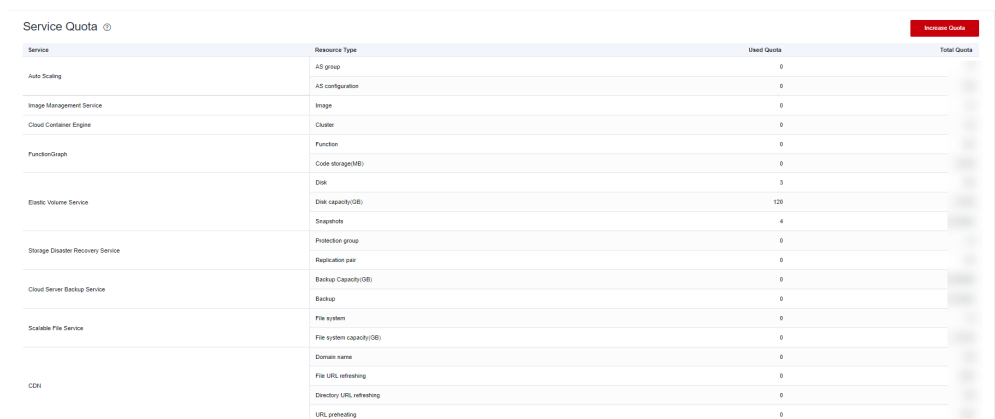 Service Quota ?
Increase Quota
Service Resource Type Used Quota Total Quota
Auto Scaling
AS group 0
AS configuration 0
Image Management Service Image 0
Cloud Container Engine Cluster 0
FunctionGraph
Function 0
Code storage(MB) 0
Elastic Volume Service
Disk 3
Disk capacity(GB) 120
Snapshots 4
Storage Disaster Recovery Service
Protection group 0
Replication pair 0
Cloud Server Backup Service
Backup Capacity(GB) 0
Backup 0
Scalable File Service
File system 0
File system capacity(GB) 0
CDN
Domain name 0
File URL refreshing 0
Directory URL refreshing 0
URL preheating 0